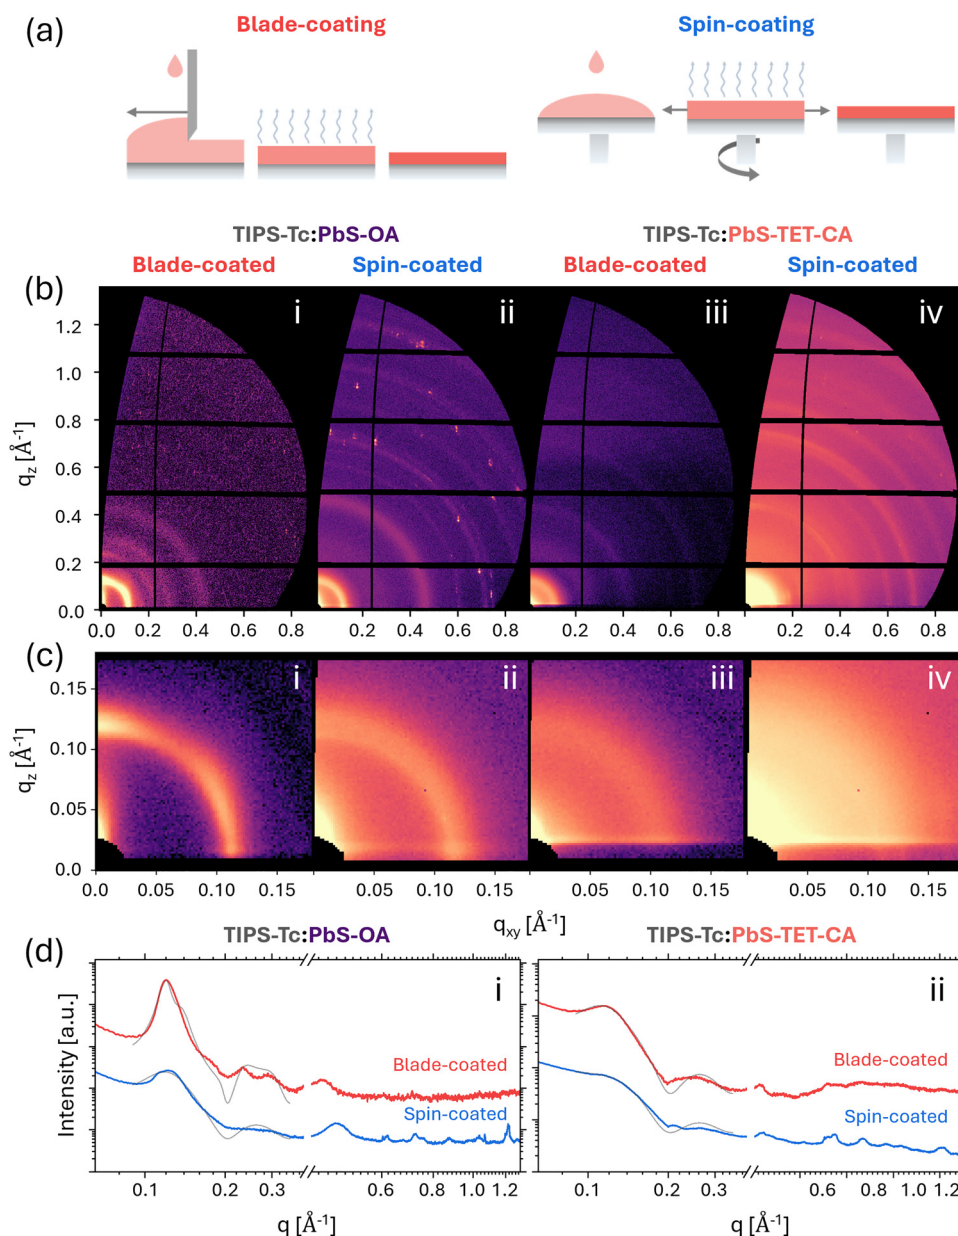 (a)
Blade-coating Spin-coating
TIPS-Tc:PbS-OA TIPS-Tc:PbS-TET-CA
Blade-coated Spin-coated Blade-coated Spin-coated
(b)
i ii iii iv
qz [Å-1]
1.2
1.0
0.8
0.6
0.4
0.2
0.0
0.0 0.2 0.4 0.6 0.8 0.2 0.4 0.6 0.8 0.2 0.4 0.6 0.8 0.2 0.4 0.6 0.8
(c)
i ii iii iv
qz [Å-1]
0.15
0.10
0.05
0.0
0.0 0.05 0.10 0.15 0.05 0.10 0.15 0.05 0.10 0.15 0.05 0.10 0.15
qxy [Å-1]
TIPS-Tc:PbS-OA TIPS-Tc:PbS-TET-CA
(d)
i ii
Intensity [a.u.]
Blade-coated Blade-coated
Spin-coated Spin-coated
0.1 0.2 0.3 0.6 0.8 1.0 1.2 0.1 0.2 0.3 0.6 0.8 1.0 1.2
q [Å-1] q [Å-1]